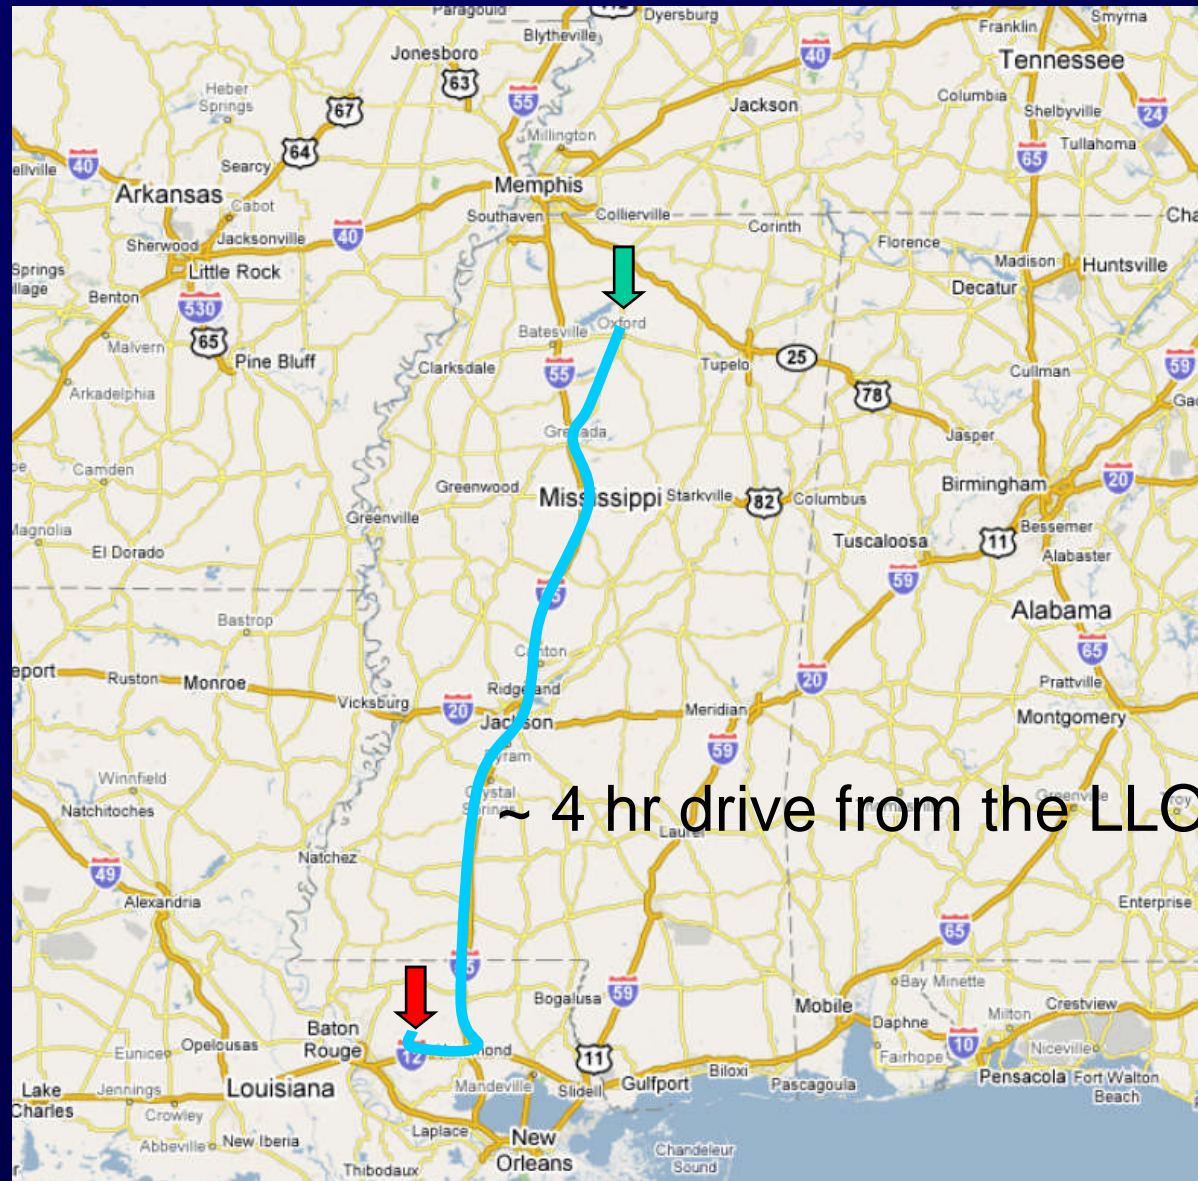 Paragould
Dyersburg
Franklin
Smyrna
Blytheville
Jonesboro
63
40
Tennessee
Heber
Springs
67
55
Jackson
Columbia
Shelbyville
24
64
Millington
65
Tullahoma
40
Searcy
Memphis
Arkansas
Cabot
Southaven
Collierville
Corinth
Sherwood
Jacksonville
40
Florence
Springs
Little Rock
Madison
Huntsville
Benton
530
Decatur
Batesville
Oxford
65
Malvern
Pine Bluff
Clarksdale
55
Tupelo
25
Cullman
59
Arkadelphia
78
Grenada
Jasper
Camden
Greenwood
Mississippi
Starkville
82
Columbus
Birmingham
20
Greenville
Bessemer
El Dorado
Tuscaloosa
11
Alabaster
59
Bastrop
Alabama
Canton
65
Ruston
Monroe
Ridgeland
20
Prattville
Vicksburg
20
Jackson
Meridian
Montgomery
59
Winnfield
Crystal
Springs
Natchitoches
~ 4 hr drive from the LLO
Greenville
Laurel
Natchez
49
Alexandria
Enterprise
65
Bogalusa
59
Bay Minette
Mobile
Crestview
Baton
Rouge
Daphne
Milton
Eunice
Opelousas
12
Hammond
11
Fairhope
10
Niceville
Lake
Charles
Jennings
Louisiana
Mandeville
Slidell
Gulfport
Biloxi
Pascagoula
Pensacola
Fort Walton
Beach
Crowley
Laplace
Abbeville
New Iberia
New
Orleans
Chandeleur
Sound
Thibodaux